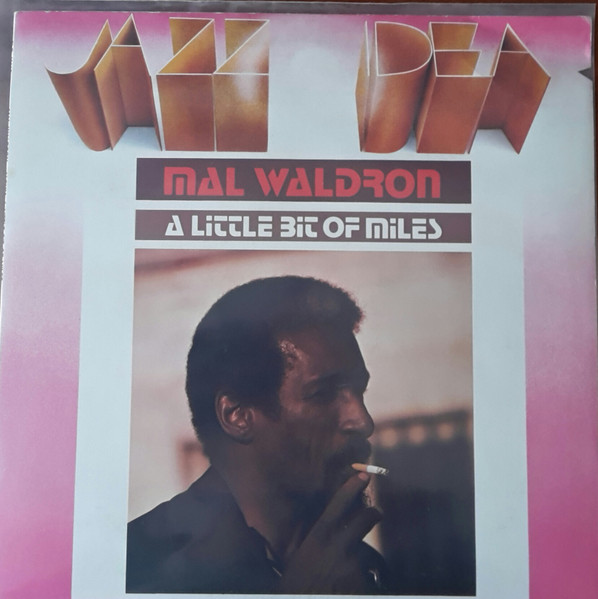 JAZZ IDEA
MAL WALDRON
A LITTLE BIT OF MILES